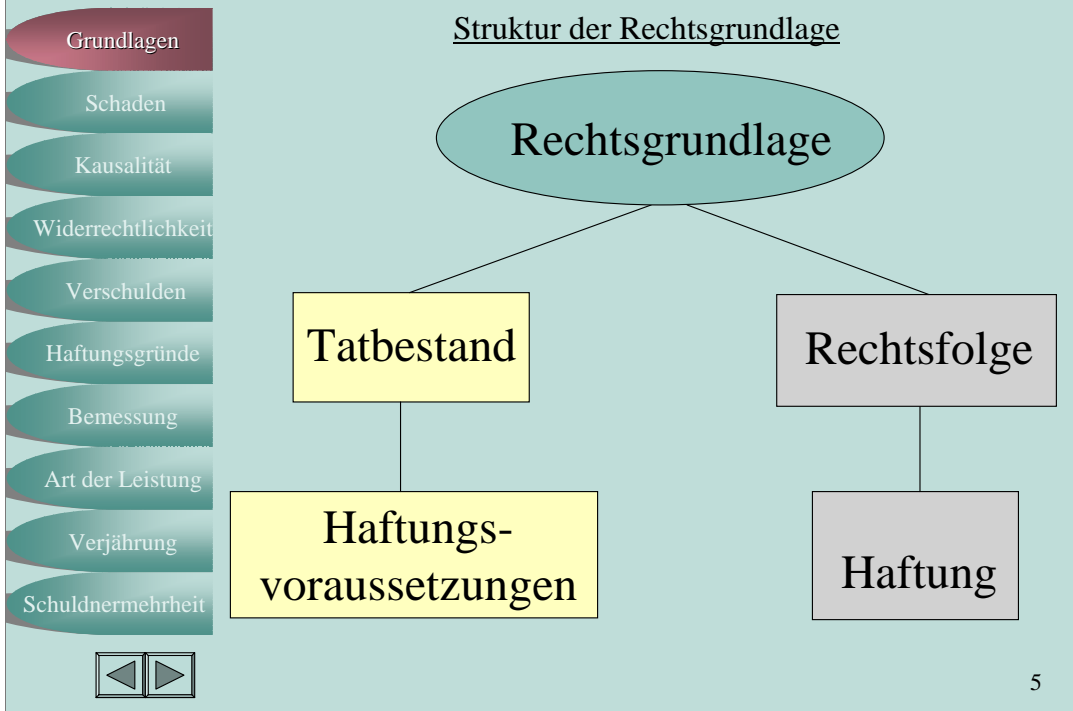 Grundlagen
Schaden
Kausalität
Widerrechtlichkeit
Verschulden
Haftungsgründe
Bemessung
Art der Leistung
Verjährung
Schuldnermehrheit
Struktur der Rechtsgrundlage
Rechtsgrundlage
Tatbestand
Rechtsfolge
Haftungs-
voraussetzungen
Haftung
5